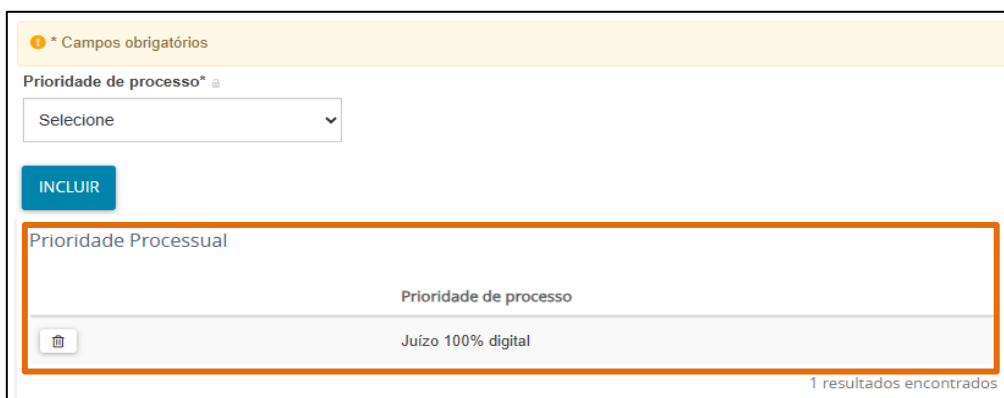 * Campos obrigatórios
Prioridade de processo*
Selecione
INCLUIR
Prioridade Processual
Prioridade de processo
Juízo 100% digital
1 resultados encontrados